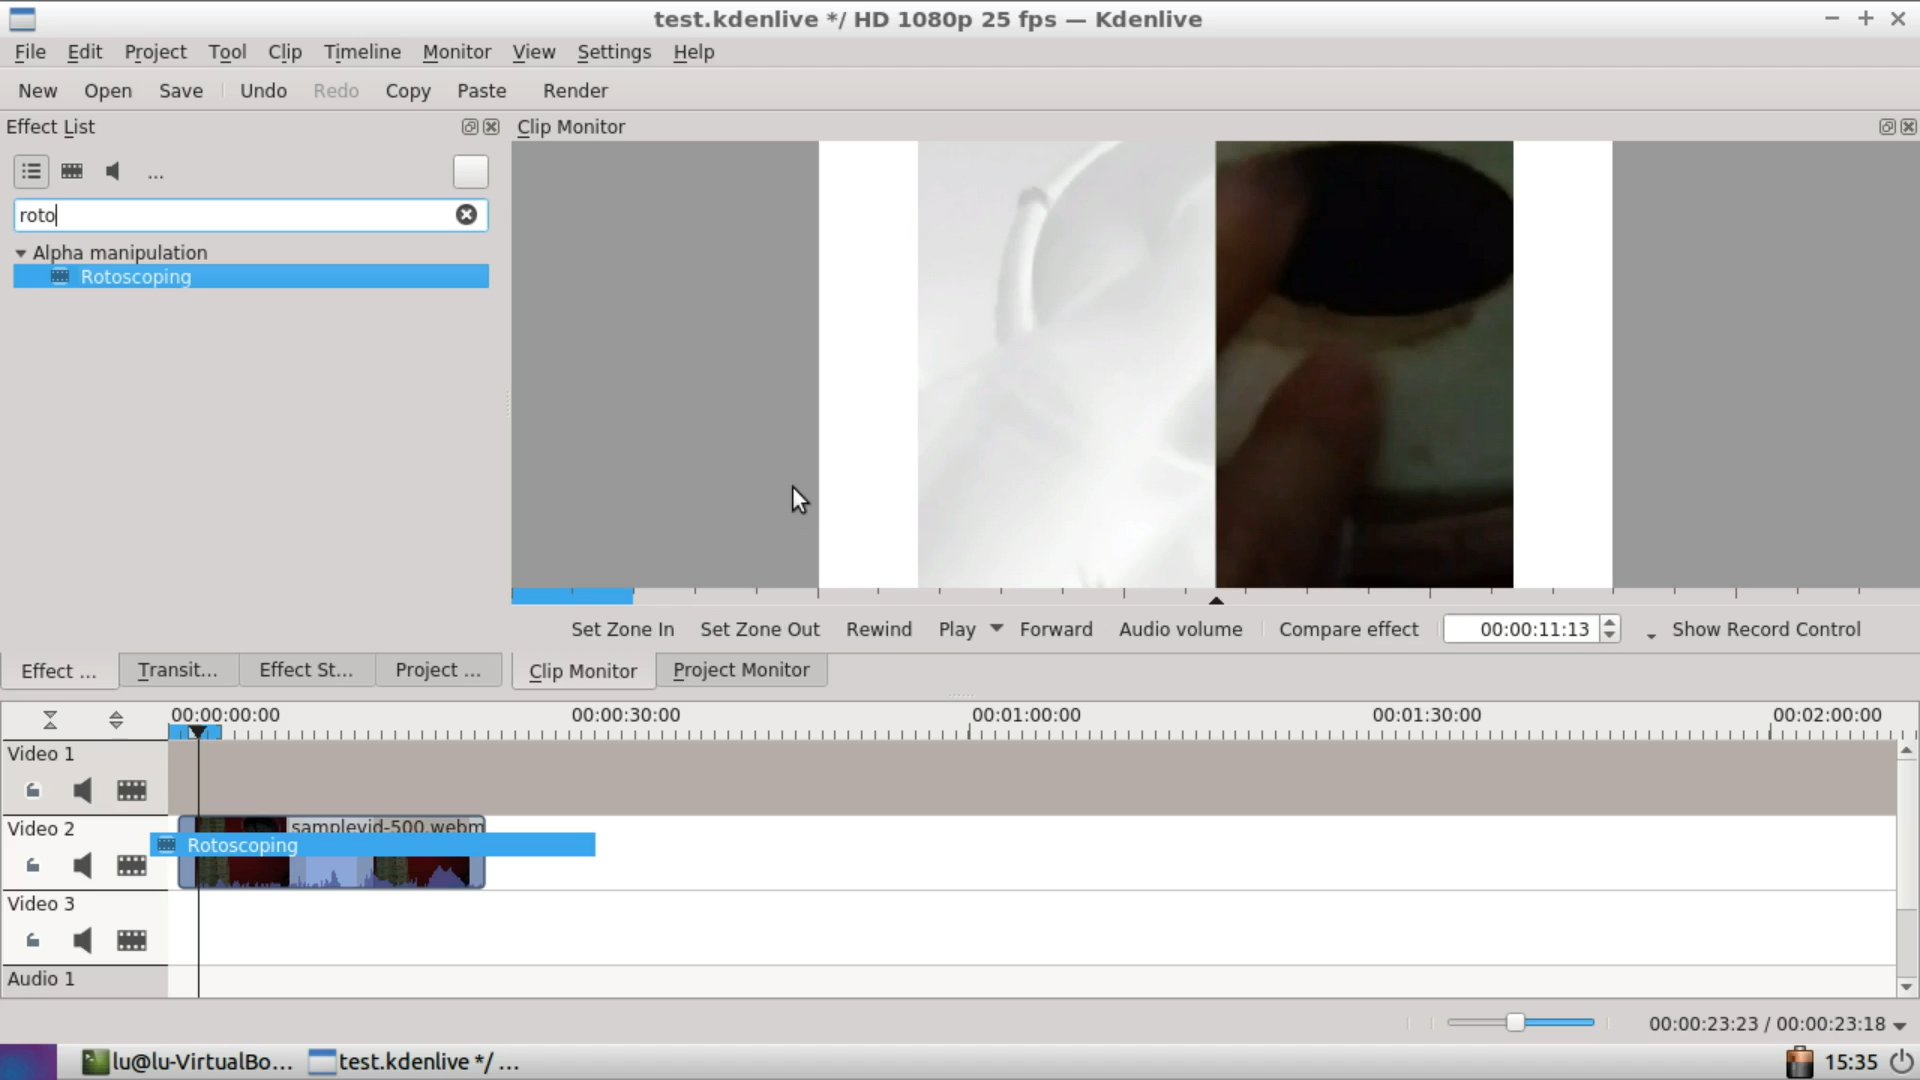 test.kdenlive */ HD 1080p 25 fps — Kdenlive
File Edit Project Tool Clip Timeline Monitor View Settings Help
New Open Save Undo Redo Copy Paste Render
Effect List
Clip Monitor
...
roto
Alpha manipulation
Rotoscoping
Set Zone In Set Zone Out Rewind Play Forward Audio volume Compare effect 00:00:11:13 Show Record Control
Effect ... Transit... Effect St... Project ... Clip Monitor Project Monitor
00:00:00:00 00:00:30:00 00:01:00:00 00:01:30:00 00:02:00:00
Video 1
Video 2
samplevid-500.webm
Rotoscoping
Video 3
Audio 1
00:00:23:23 / 00:00:23:18
lu@lu-VirtualBo... test.kdenlive */ ... 15:35